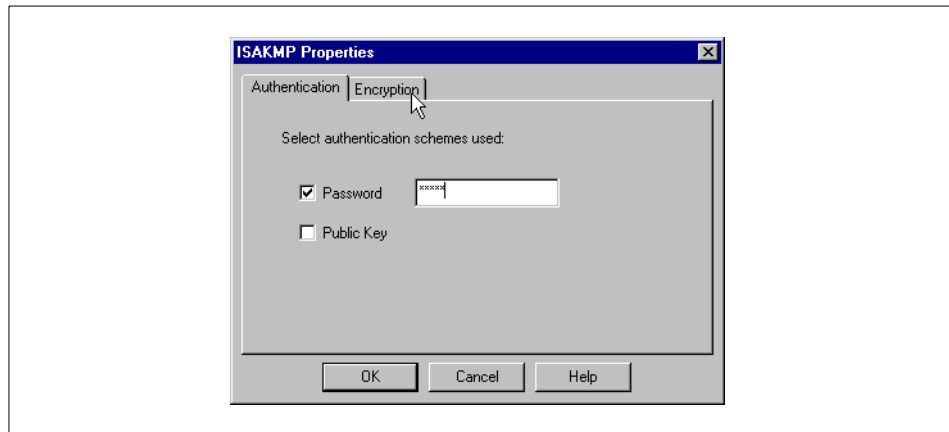 ISAKMP Properties
Authentication
Encryption
Select authentication schemes used:
Password
*****
Public Key
OK
Cancel
Help